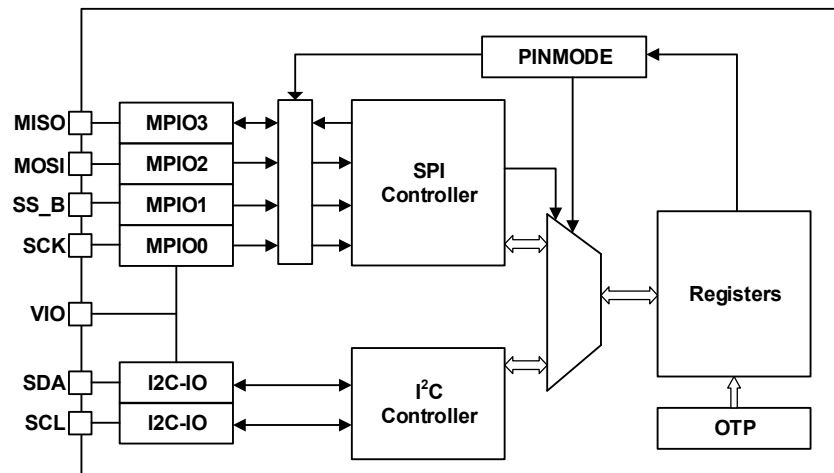 PINMODE
MISO
MPIO3
MOSI
MPIO2
SS_B
MPIO1
SCK
MPIO0
SPI
Controller
VIO
Registers
SDA
I2C-IO
SCL
I2C-IO
I²C
Controller
OTP